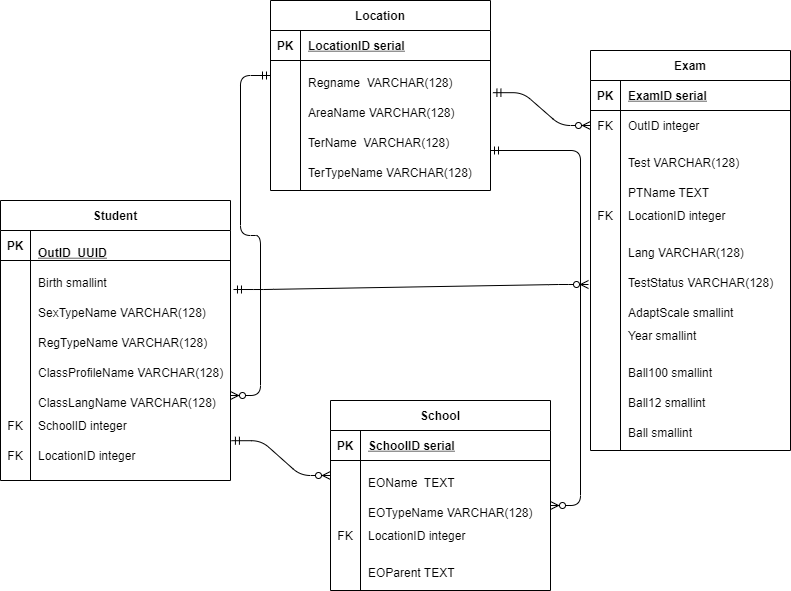 Location
PK LocationID serial
Regname VARCHAR(128)
AreaName VARCHAR(128)
TerName VARCHAR(128)
TerTypeName VARCHAR(128)
Exam
PK ExamID serial
FK OutID integer
Test VARCHAR(128)
PTName TEXT
FK LocationID integer
Lang VARCHAR(128)
TestStatus VARCHAR(128)
AdaptScale smallint
Year smallint
Ball100 smallint
Ball12 smallint
Ball smallint
Student
PK OutID UUID
Birth smallint
SexTypeName VARCHAR(128)
RegTypeName VARCHAR(128)
ClassProfileName VARCHAR(128)
ClassLangName VARCHAR(128)
FK SchoolID integer
FK LocationID integer
School
PK SchoolID serial
EOName TEXT
EOTypeName VARCHAR(128)
FK LocationID integer
EOParent TEXT